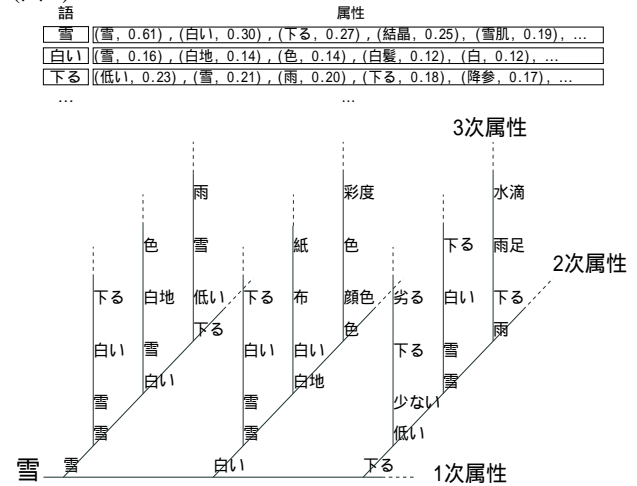 語 属性
雪 (雪, 0.61) , (白い, 0.30) , (下る, 0.27) , (結晶, 0.25), (雪肌, 0.19), …
白い (雪, 0.16) , (白地, 0.14) , (色, 0.14) , (白髪, 0.12), (白, 0.12), …
下る (低い, 0.23) , (雪, 0.21) , (雨, 0.20) , (下る, 0.18), (降参, 0.17), …
… …
3次属性
雨 彩度 水滴
色 雪 紙 色 下る 雨足
2次属性
下る 白地 低い 下る 布 顔色 劣る 白い 下る
下る 色 雨
白い 雪 白い 白い 下る 雪
白い 白地 雪
雪 雪 少ない
雪 雪 低い
雪 雪 白い 下る 1次属性